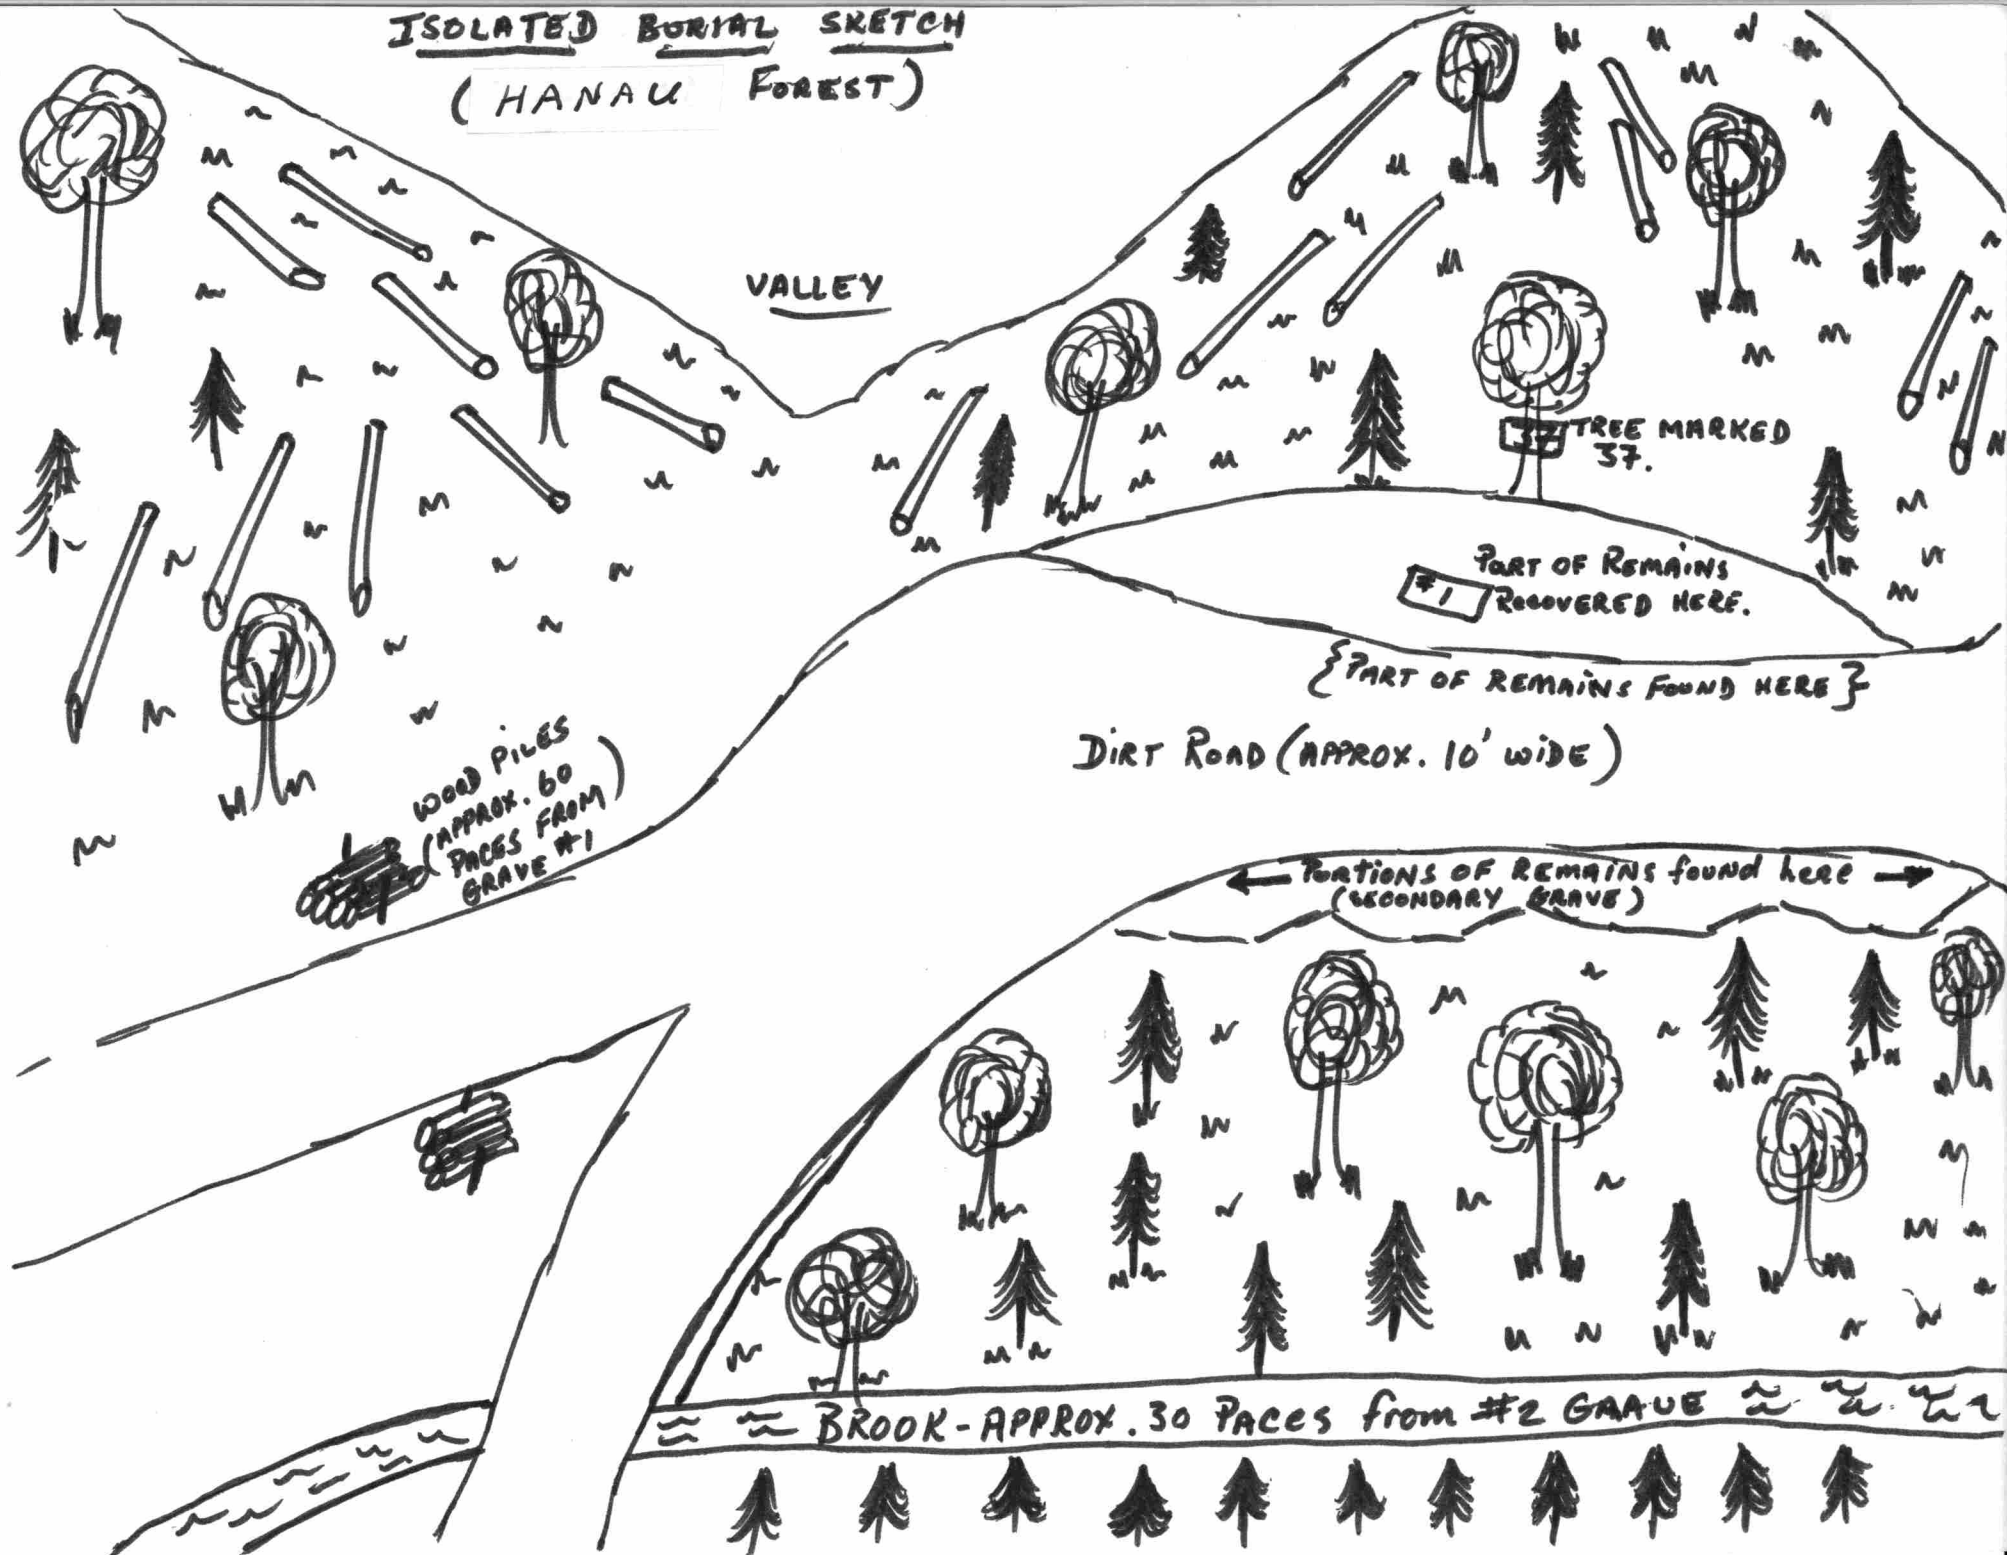 ISOLATED BURIAL SKETCH
( HANAU FOREST)
VALLEY
37
TREE MARKED
37.
PART OF REMAINS
#1 RECOVERED HERE.
{PART OF REMAINS FOUND HERE}
DIRT ROAD (APPROX. 10' WIDE)
WOOD PILES
(APPROX. 60
PACES FROM)
GRAVE #1
← PORTIONS OF REMAINS found here →
(SECONDARY GRAVE)
BROOK - APPROX. 30 PACES from #2 GRAVE